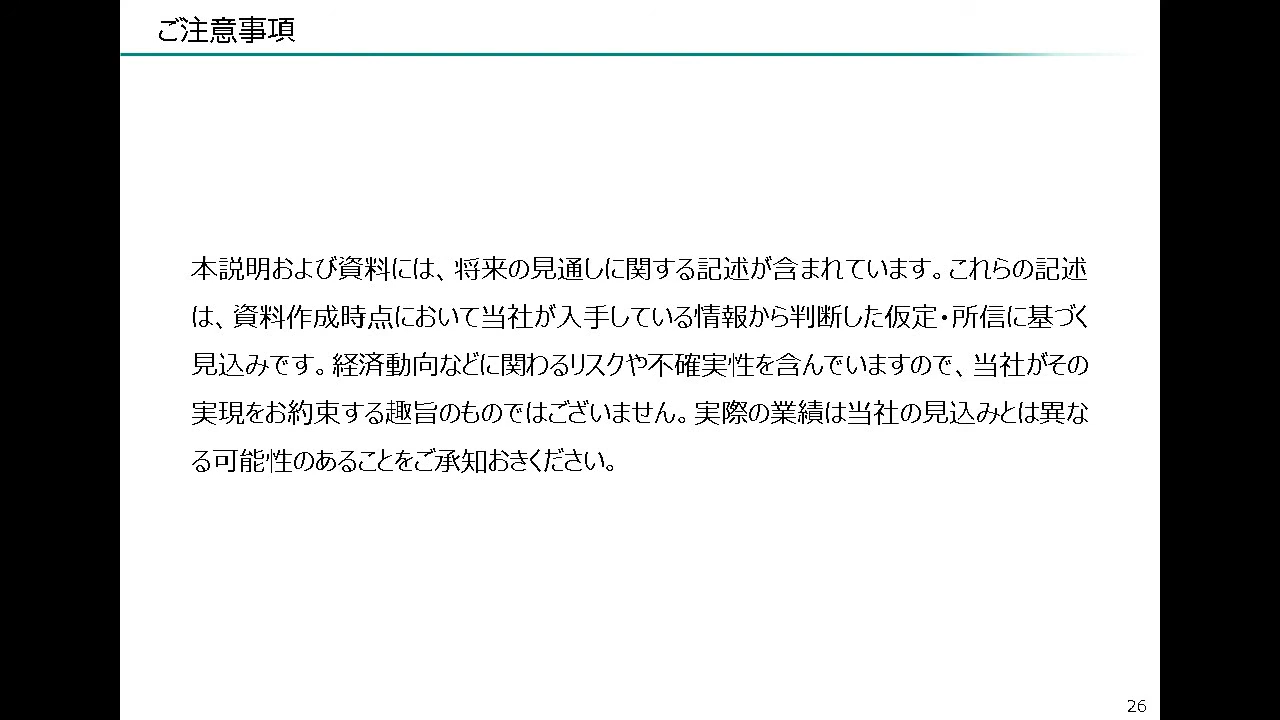 ご注意事項
本説明および資料には、将来の見通しに関する記述が含まれています。これらの記述
は、資料作成時点において当社が入手している情報から判断した仮定・所信に基づく
見込みです。経済動向などに関わるリスクや不確実性を含んでいますので、当社がその
実現をお約束する趣旨のものではございません。実際の業績は当社の見込みとは異な
る可能性のあることをご承知おきください。
26